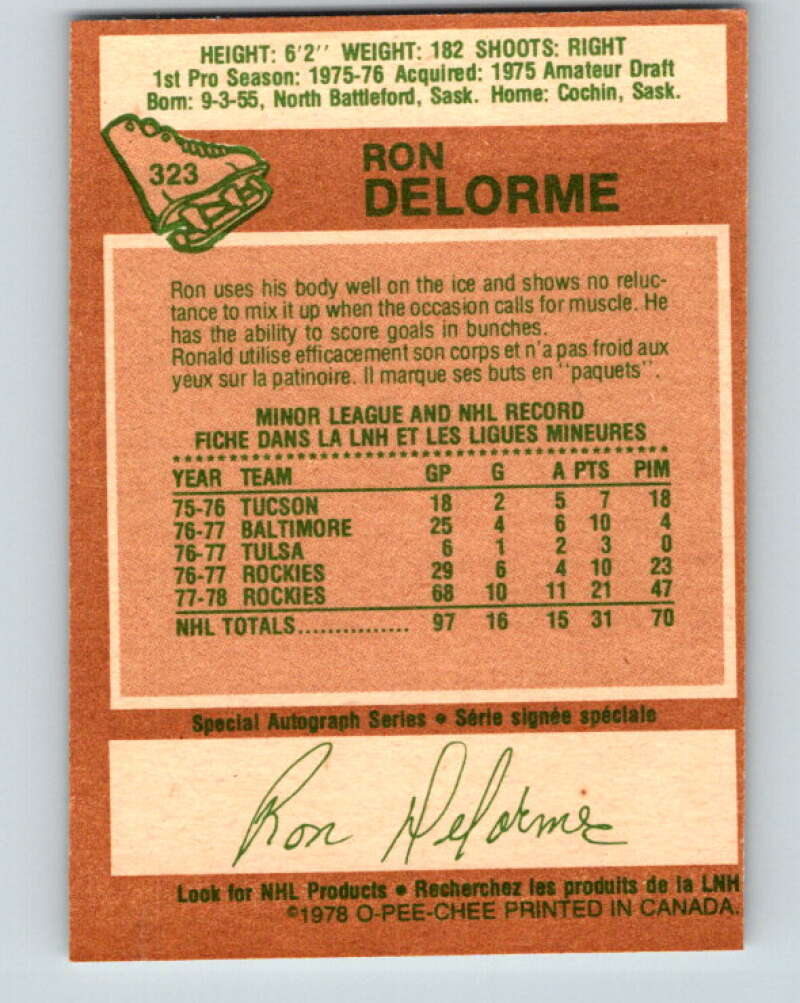 HEIGHT: 6'2'' WEIGHT: 182 SHOOTS: RIGHT
1st Pro Season: 1975-76 Acquired: 1975 Amateur Draft
Born: 9-3-55, North Battleford, Sask. Home: Cochin, Sask.
323
RON
DELORME
Ron uses his body well on the ice and shows no reluc-
tance to mix it up when the occasion calls for muscle. He
has the ability to score goals in bunches.
Ronald utilise efficacement son corps et n'a pas froid aux
yeux sur la patinoire. Il marque ses buts en "paquets".
MINOR LEAGUE AND NHL RECORD
FICHE DANS LA LNH ET LES LIGUES MINEURES
YEAR TEAM GP G A PTS PIM
75-76 TUCSON 18 2 5 7 18
76-77 BALTIMORE 25 4 6 10 4
76-77 TULSA 6 1 2 3 0
76-77 ROCKIES 29 6 4 10 23
77-78 ROCKIES 68 10 11 21 47
NHL TOTALS............... 97 16 15 31 70
Special Autograph Series • Série signée spéciale
Ron Delorme
Look for NHL Products • Recherchez les produits de la LNH
©1978 O-PEE-CHEE PRINTED IN CANADA.